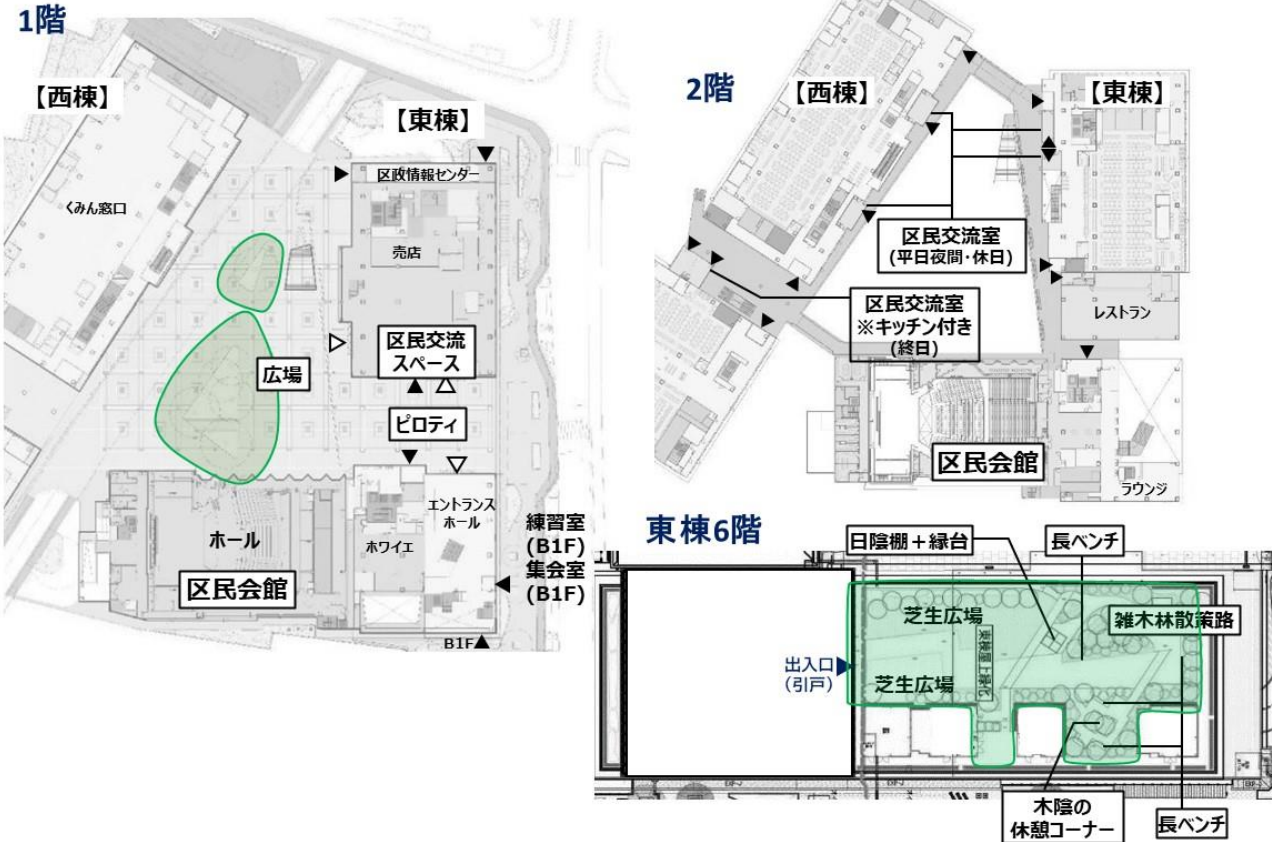 1階
【西棟】
くみん窓口
【東棟】
区政情報センター
売店
区民交流
スペース
広場
ピロティ
エントランス
ホール
ホール
ホワイエ
区民会館
練習室
(B1F)
集会室
(B1F)
B1F
2階
【西棟】
【東棟】
区民交流室
(平日夜間・休日)
区民交流室
※キッチン付き
(終日)
レストラン
区民会館
ラウンジ
東棟6階
日陰棚+縁台
長ベンチ
芝生広場
雑木林散策路
東棟屋上緑化
出入口
(引戸)
芝生広場
木陰の
休憩コーナー
長ベンチ